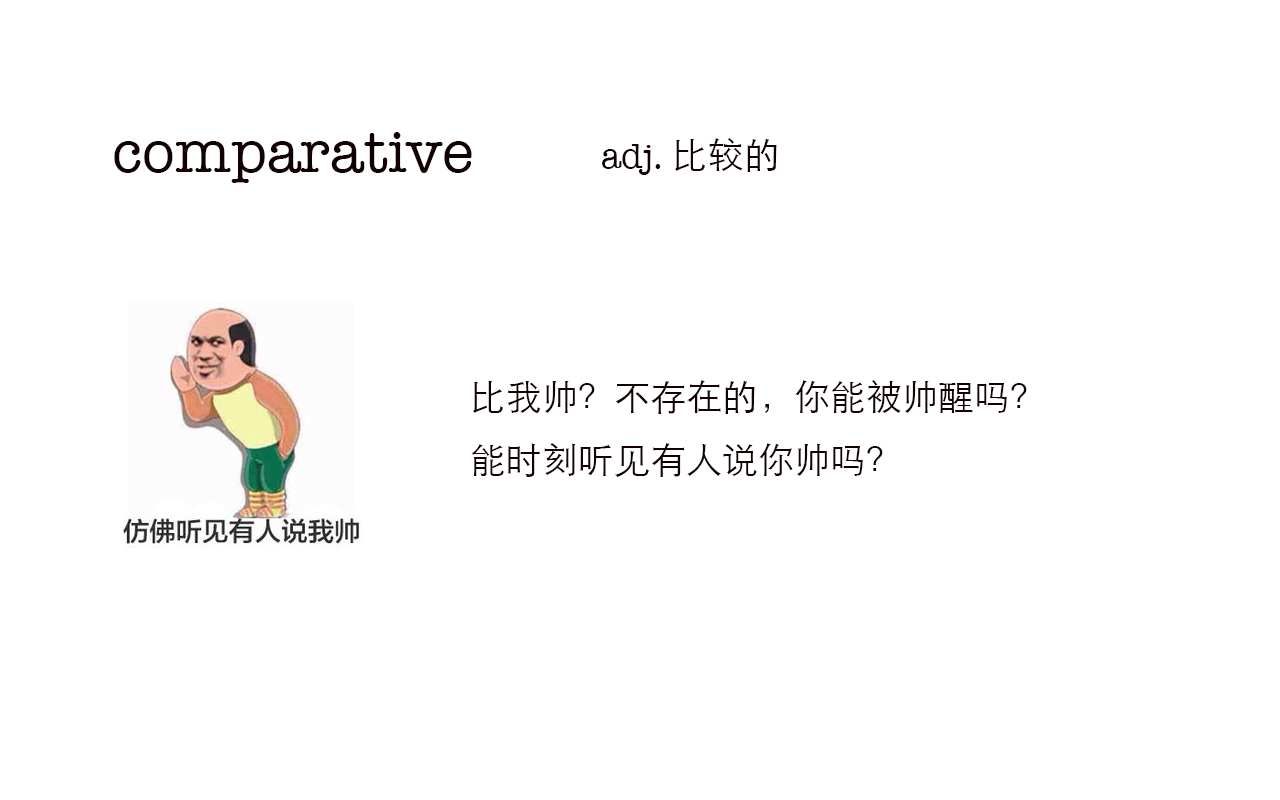 comparative adj. 比较的
比我帅？不存在的，你能被帅醒吗？
能时刻听见有人说你帅吗？
仿佛听见有人说我帅